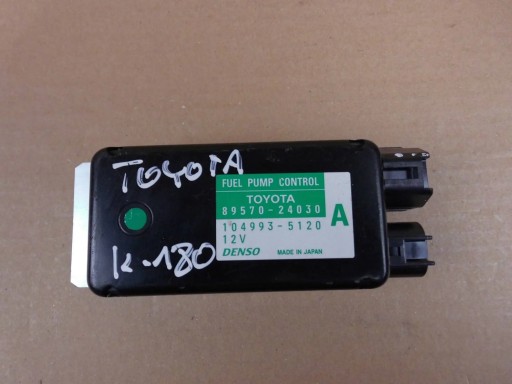 TOYOTA
K-180
FUEL PUMP CONTROL
TOYOTA
89570-24030
104993-5120
12V
A
DENSO MADE IN JAPAN